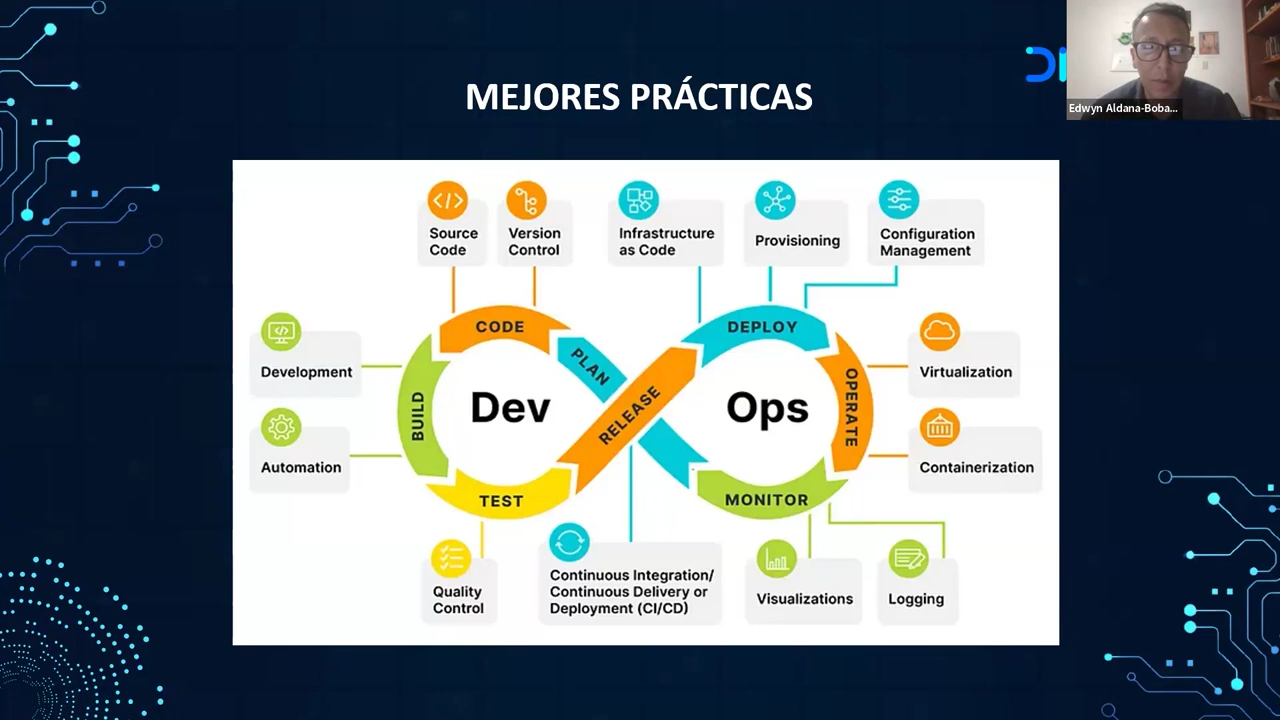 Edwyn Aldana-Boba...
MEJORES PRÁCTICAS
Source
Code
Version
Control
Infrastructure
as Code
Provisioning
Configuration
Management
Development
Automation
CODE
PLAN
BUILD
Dev
TEST
RELEASE
DEPLOY
Ops
OPERATE
MONITOR
Virtualization
Containerization
Quality
Control
Continuous Integration/
Continuous Delivery or
Deployment (CI/CD)
Visualizations
Logging